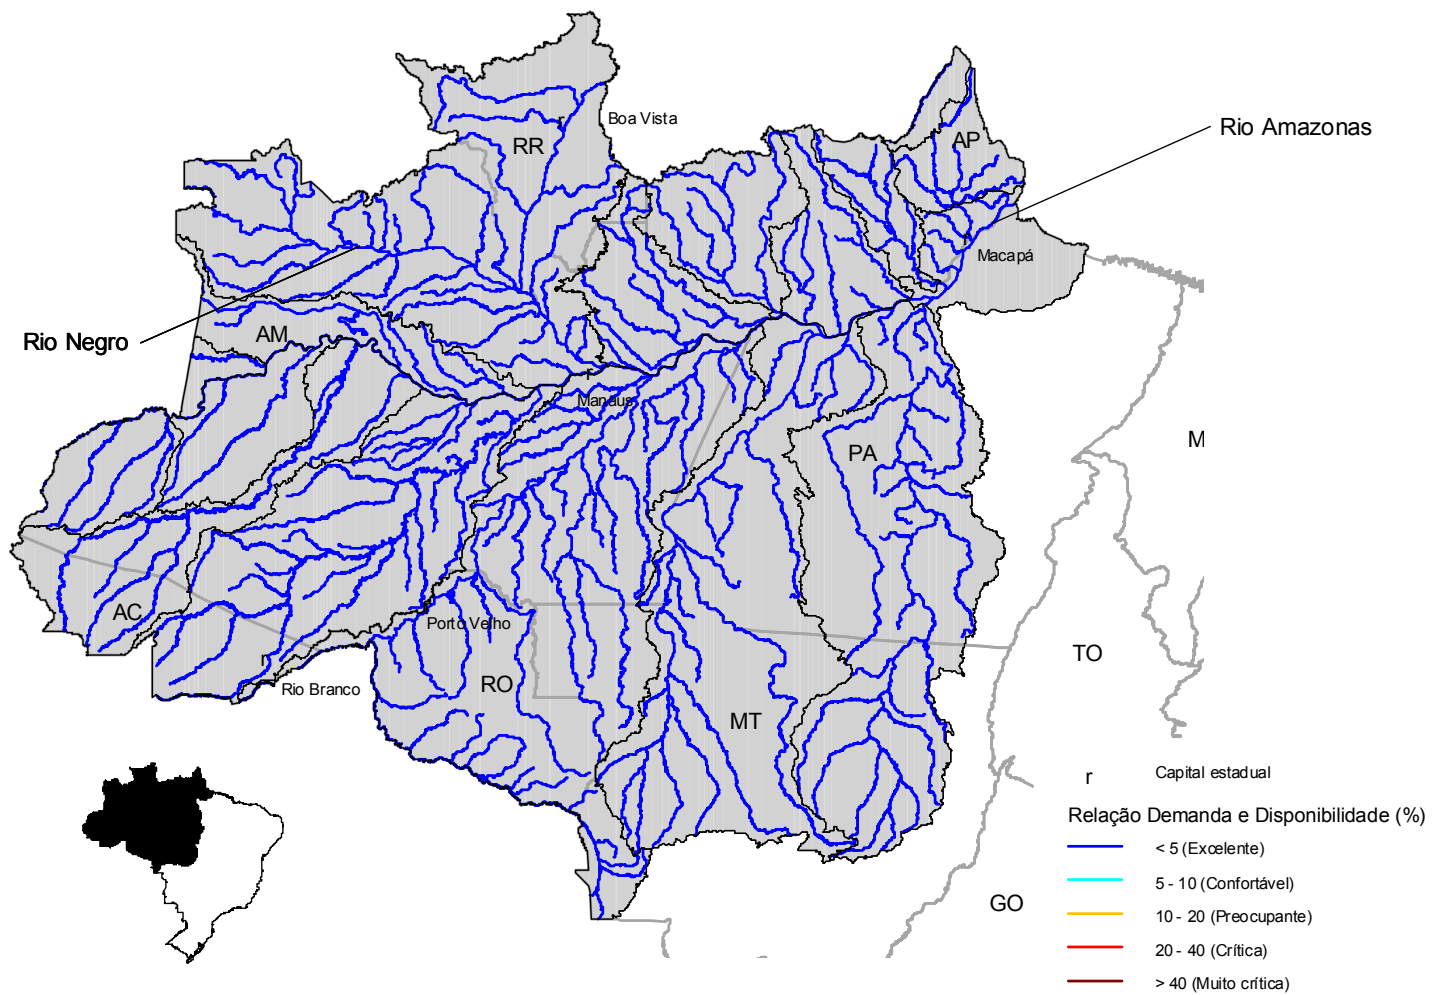 Boa Vista
RR
AP
Rio Amazonas
Macapá
Rio Negro
AM
Manaus
M
PA
AC
Porto Velho
r
Rio Branco
RO
MT
TO
GO
r Capital estadual
Relação Demanda e Disponibilidade (%)
< 5 (Excelente)
5 - 10 (Confortável)
10 - 20 (Preocupante)
20 - 40 (Crítica)
> 40 (Muito crítica)